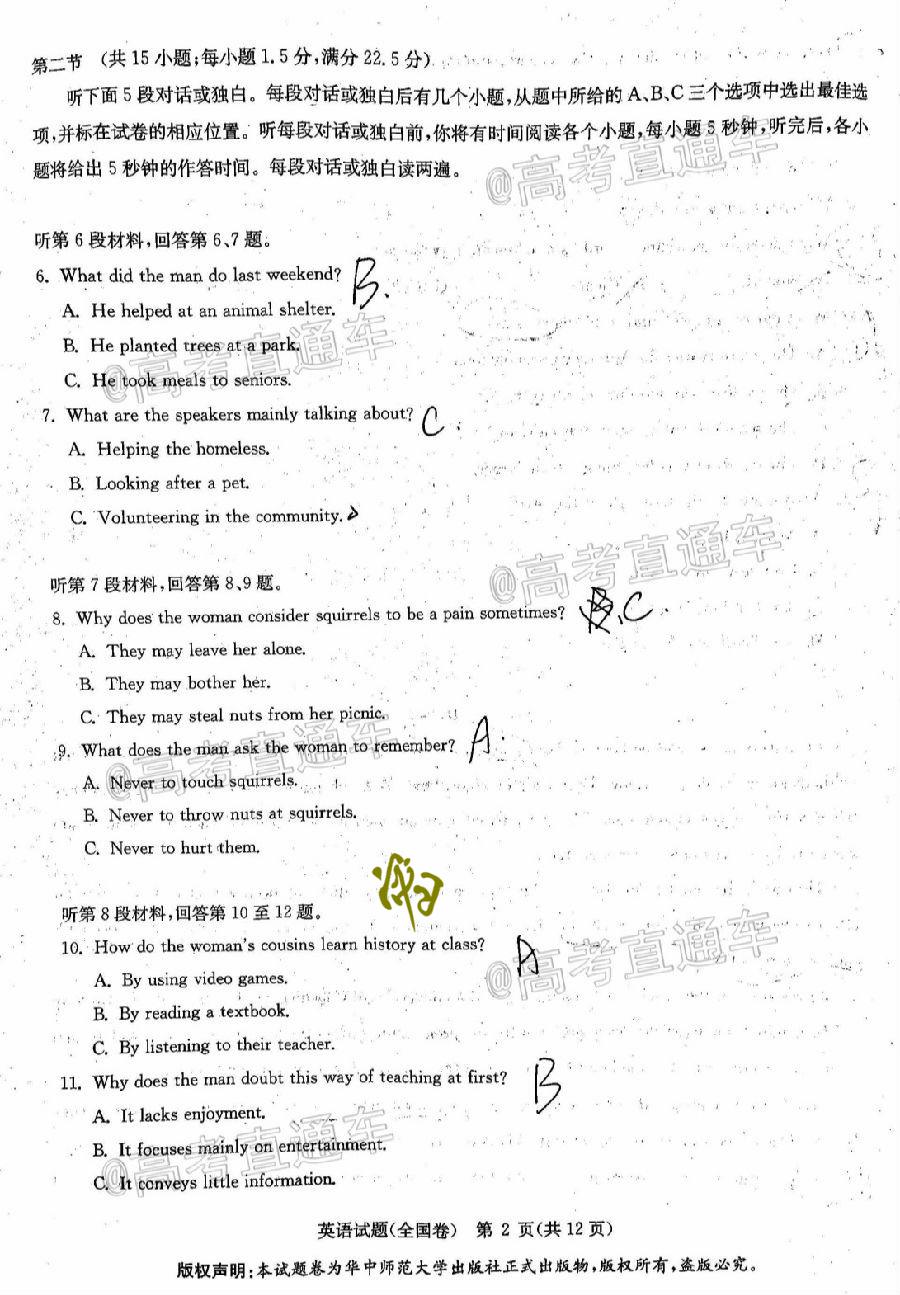 第二节 (共 15 小题;每小题 1.5 分,满分 22.5 分)
听下面 5 段对话或独白。每段对话或独白后有几个小题,从题中所给的 A、B、C 三个选项中选出最佳选
项,并标在试卷的相应位置。听每段对话或独白前,你将有时间阅读各个小题,每小题 5 秒钟,听完后,各小
题将给出 5 秒钟的作答时间。每段对话或独白读两遍。
@高考直通车
听第 6 段材料,回答第 6、7 题。
6. What did the man do last weekend? B.
A. He helped at an animal shelter.
B. He planted trees at a park.
C. He took meals to seniors.
@高考直通车
7. What are the speakers mainly talking about? C.
A. Helping the homeless.
B. Looking after a pet.
C. Volunteering in the community.
@高考直通车
听第 7 段材料,回答第 8、9 题。
8. Why does the woman consider squirrels to be a pain sometimes? C
A. They may leave her alone.
B. They may bother her.
C. They may steal nuts from her picnic.
9. What does the man ask the woman to remember? A.
@高考直通车
A. Never to touch squirrels.
B. Never to throw nuts at squirrels.
C. Never to hurt them.
听第 8 段材料,回答第 10 至 12 题。
10. How do the woman's cousins learn history at class? A
@高考直通车
A. By using video games.
B. By reading a textbook.
C. By listening to their teacher.
11. Why does the man doubt this way of teaching at first? B
A. It lacks enjoyment.
B. It focuses mainly on entertainment.
@高考直通车
C. It conveys little information.
英语试题(全国卷) 第 2 页(共 12 页)
版权声明:本试题卷为华中师范大学出版社正式出版物,版权所有,盗版必究。